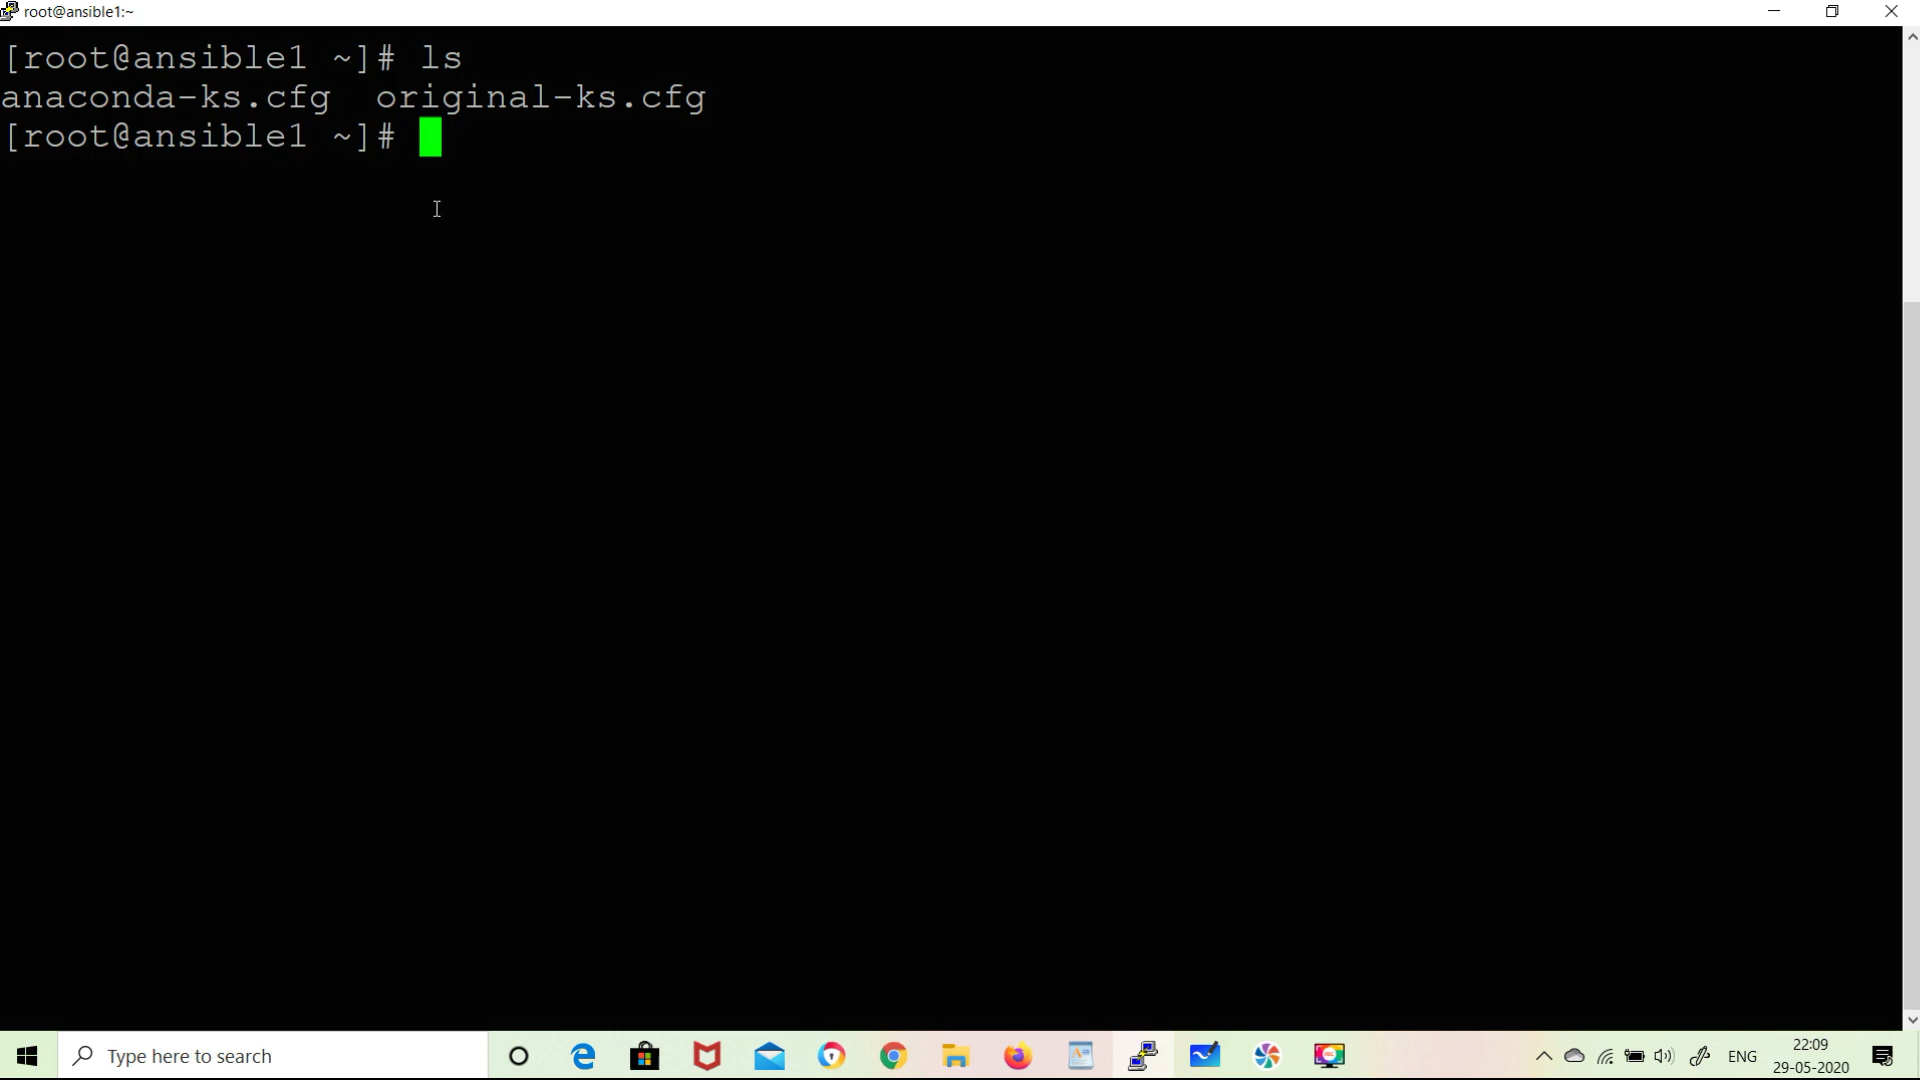 root@ansible1:~
[root@ansible1 ~]# ls
anaconda-ks.cfg  original-ks.cfg
[root@ansible1 ~]#
Type here to search
ENG
22:09
29-05-2020